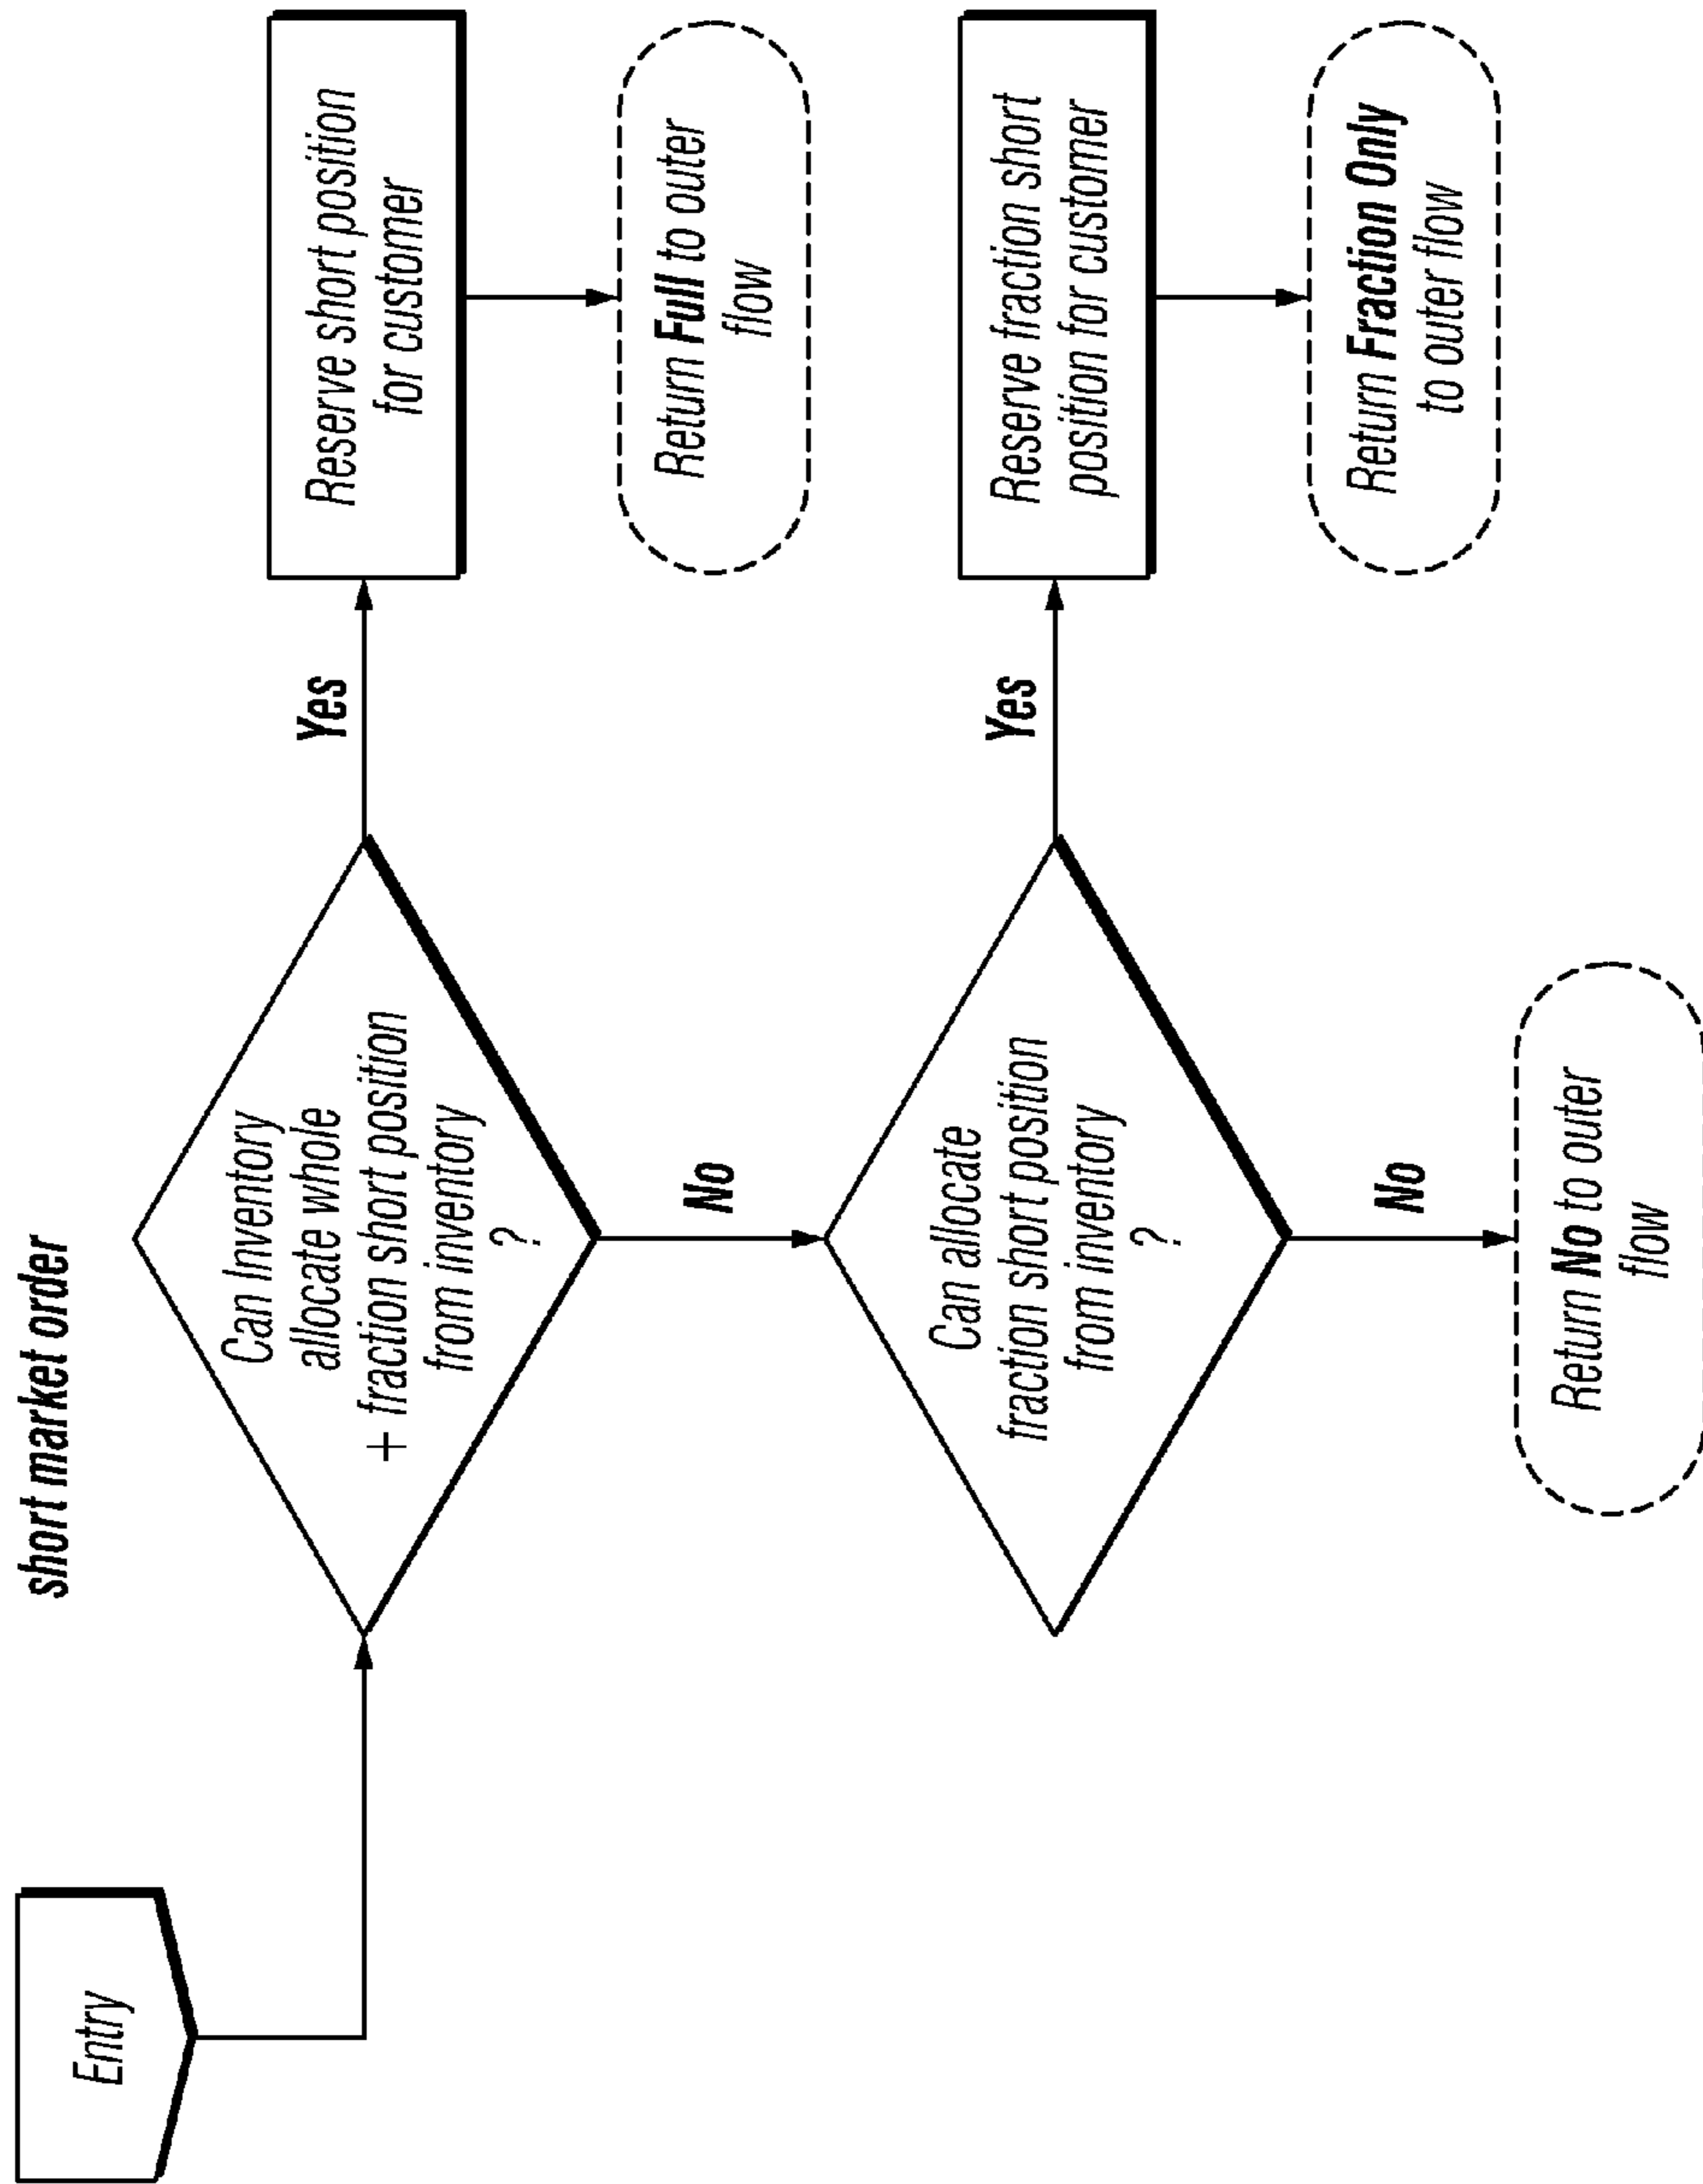 short market order
Entry
Can Inventory
allocate whole
+ fraction short position
from inventory
?
Yes
Reserve short position
for customer
Return Full to outer
flow
No
Can allocate
fraction short position
from inventory
?
Yes
Reserve fraction short
position for customer
Return Fraction Only
to outer flow
No
Return No to outer
flow